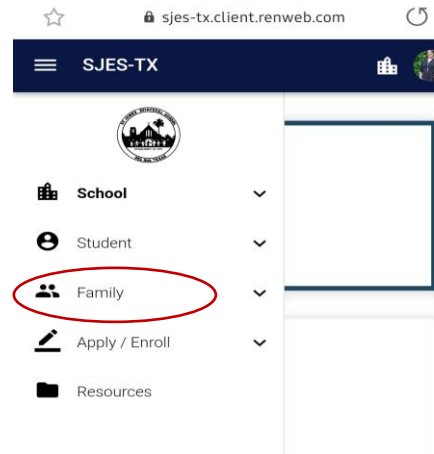 sjes-tx.client.renweb.com
SJES-TX
School
Student
Family
Apply / Enroll
Resources